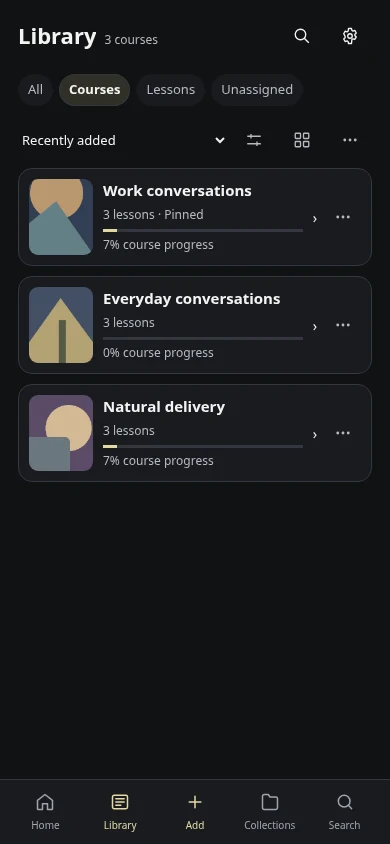 Library 3 courses
All Courses Lessons Unassigned
Recently added
Work conversations
3 lessons · Pinned
7% course progress
Everyday conversations
3 lessons
0% course progress
Natural delivery
3 lessons
7% course progress
Home Library Add Collections Search